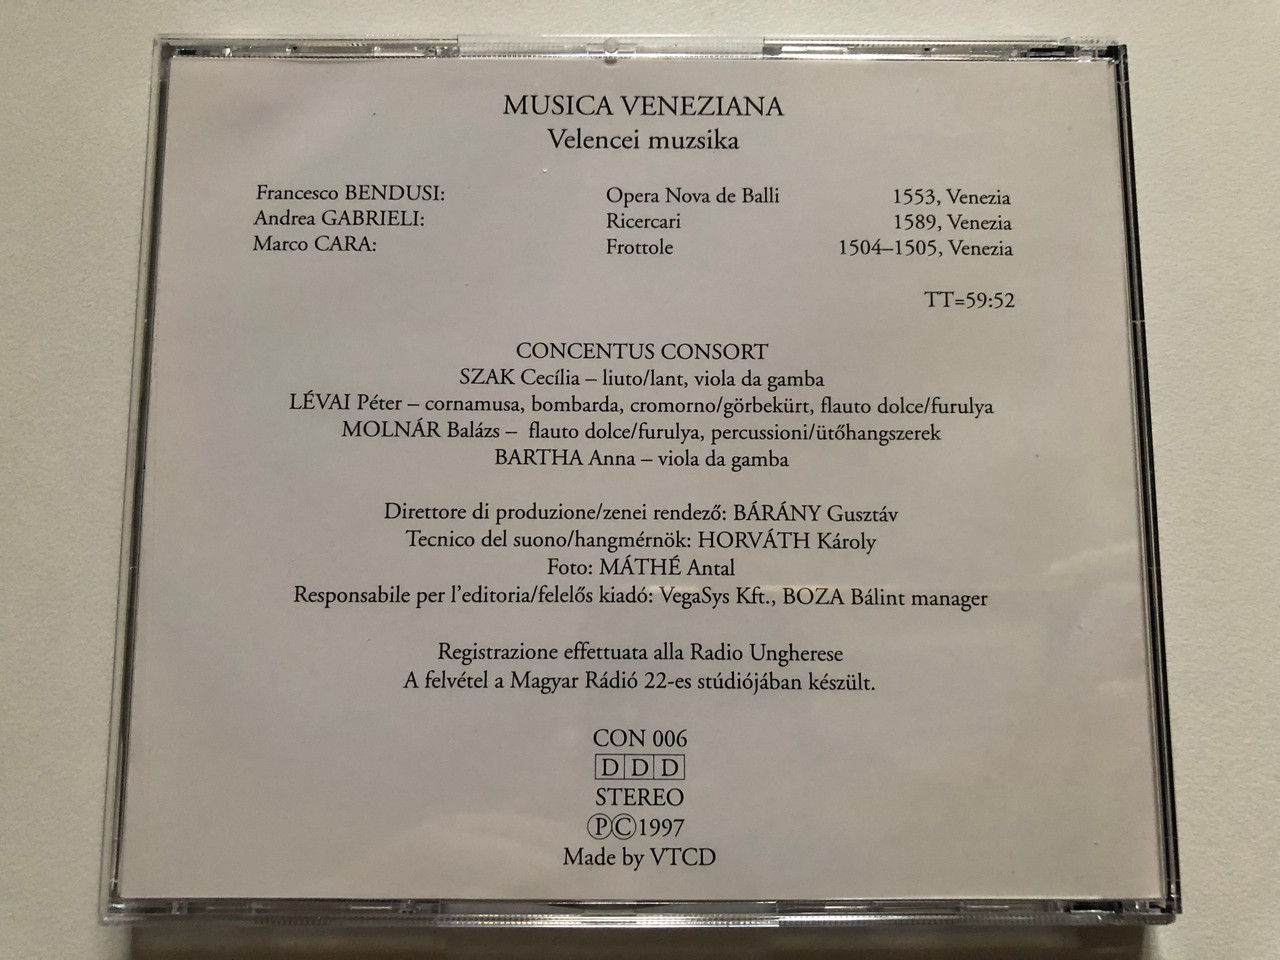 MUSICA VENEZIANA
Velencei muzsika
Francesco BENDUSI: Opera Nova de Balli 1553, Venezia
Andrea GABRIELI: Ricercari 1589, Venezia
Marco CARA: Frottole 1504–1505, Venezia
TT=59:52
CONCENTUS CONSORT
SZAK Cecília – liuto/lant, viola da gamba
LÉVAI Péter – cornamusa, bombarda, cromorno/görbekürt, flauto dolce/furulya
MOLNÁR Balázs – flauto dolce/furulya, percussioni/ütőhangszerek
BARTHA Anna – viola da gamba
Direttore di produzione/zenei rendező: BÁRÁNY Gusztáv
Tecnico del suono/hangmérnök: HORVÁTH Károly
Foto: MÁTHÉ Antal
Responsabile per l'editoria/felelős kiadó: VegaSys Kft., BOZA Bálint manager
Registrazione effettuata alla Radio Ungherese
A felvétel a Magyar Rádió 22-es stúdiójában készült.
CON 006
DDD
STEREO
ⓅⒸ1997
Made by VTCD